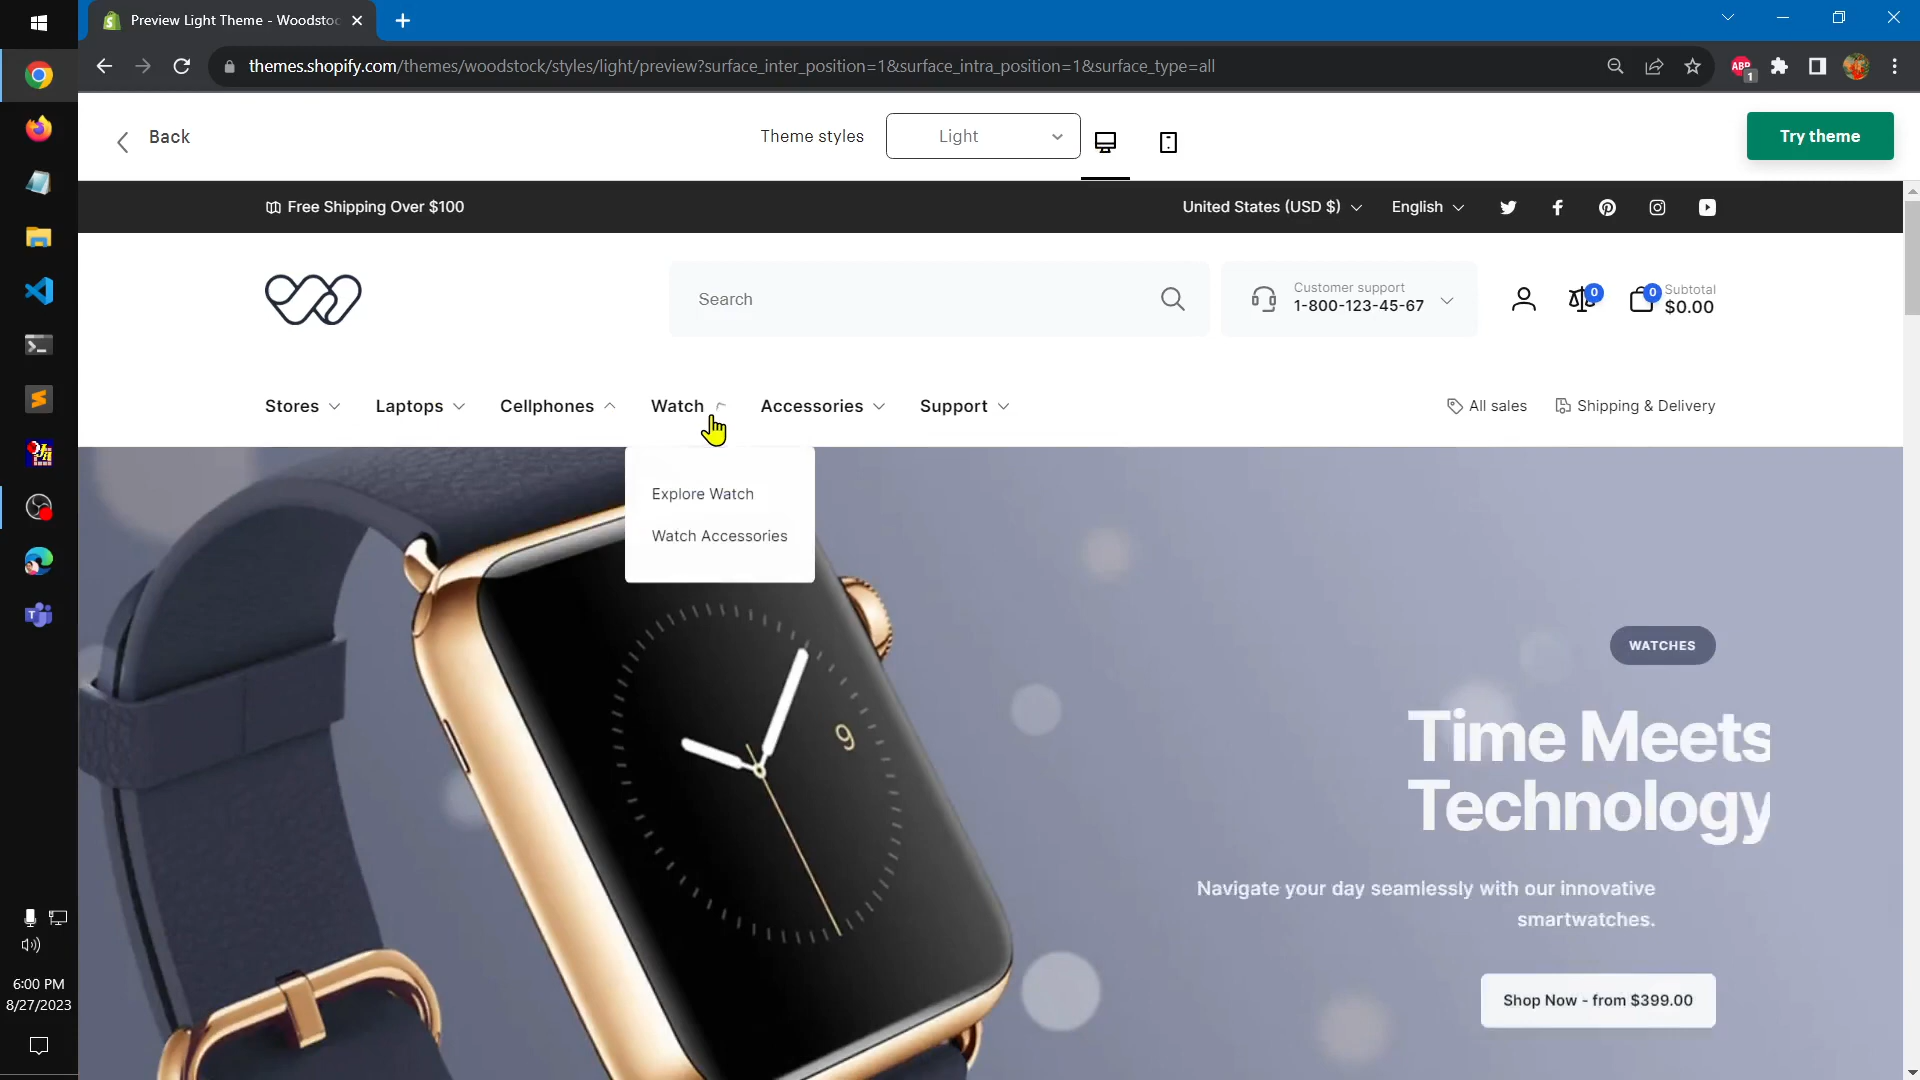 Preview Light Theme - Woodstoc
themes.shopify.com/themes/woodstock/styles/light/preview?surface_inter_position=1&surface_intra_position=1&surface_type=all
ABP
1
Back
Theme styles
Light
Try theme
Free Shipping Over $100
United States (USD $)
English
Search
Customer support
1-800-123-45-67
0
0
Subtotal
$0.00
Stores
Laptops
Cellphones
Watch
Accessories
Support
All sales
Shipping & Delivery
Explore Watch
Watch Accessories
9
WATCHES
Time Meets
Technology
Navigate your day seamlessly with our innovative
smartwatches.
Shop Now - from $399.00
6:00 PM
8/27/2023